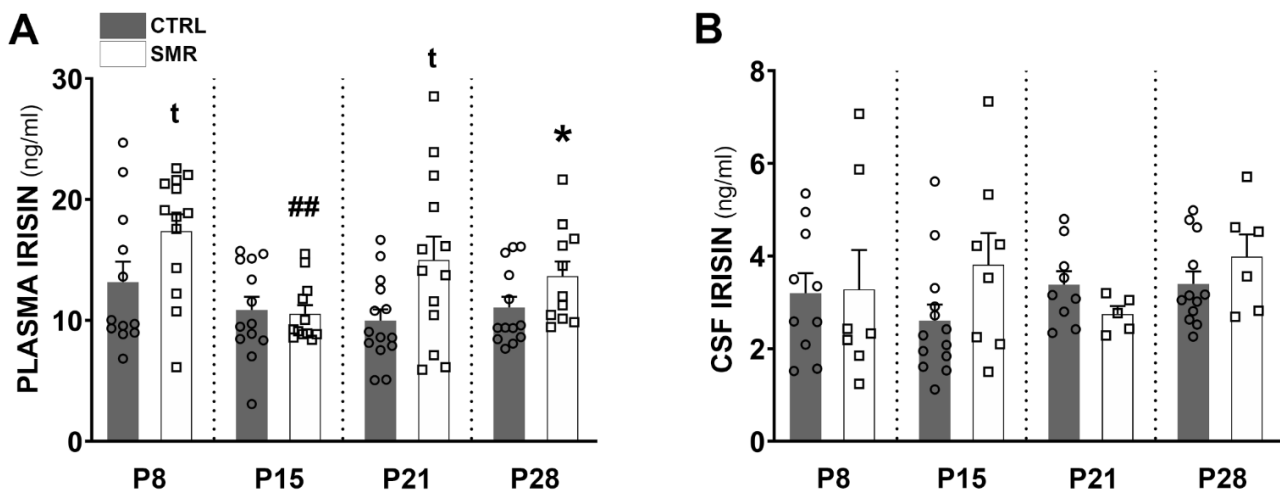 A
CTRL
SMR
PLASMA IRISIN (ng/ml)
30
20
10
0
t
##
t
*
P8
P15
P21
P28
B
CSF IRISIN (ng/ml)
8
6
4
2
0
P8
P15
P21
P28